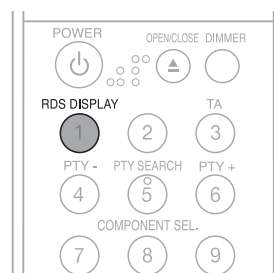 POWER OPEN/CLOSE DIMMER
RDS DISPLAY TA
1 2 3
PTY - PTY SEARCH PTY +
4 5 6
COMPONENT SEL.
7 8 9